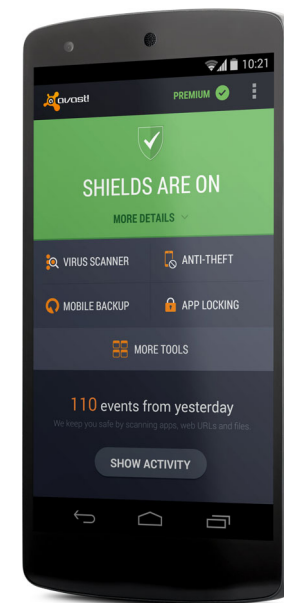 10:21
avast!
PREMIUM
SHIELDS ARE ON
MORE DETAILS
VIRUS SCANNER
ANTI-THEFT
MOBILE BACKUP
APP LOCKING
MORE TOOLS
110 events from yesterday
We keep you safe by scanning apps, web URLs and files.
SHOW ACTIVITY